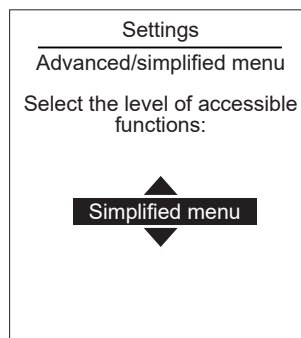 Settings
Advanced/simplified menu
Select the level of accessible
functions:
Simplified menu